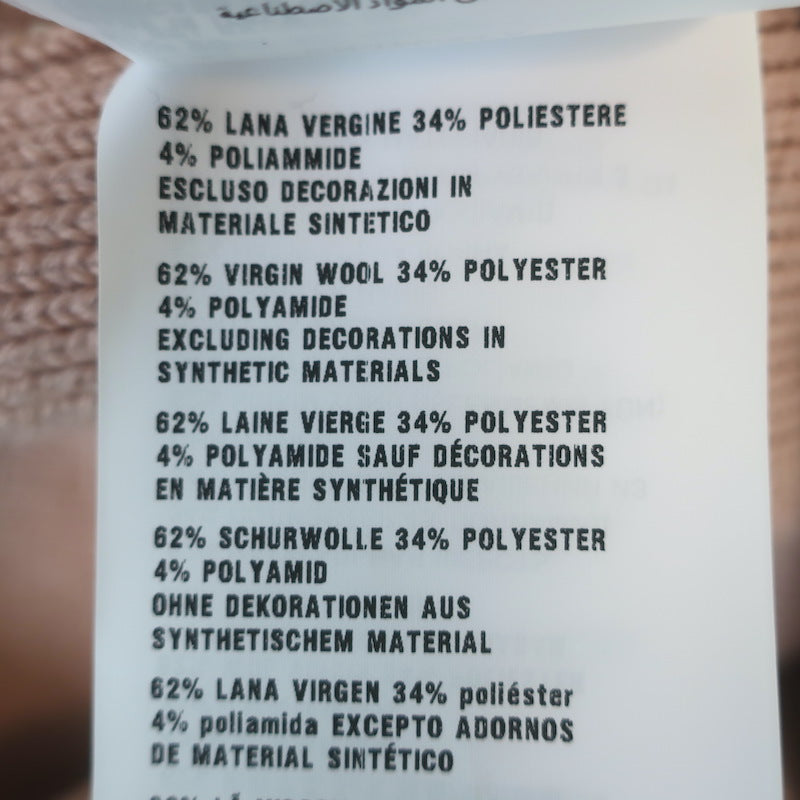 المواد الاصطناعية
62% LANA VERGINE 34% POLIESTERE
4% POLIAMMIDE
ESCLUSO DECORAZIONI IN
MATERIALE SINTETICO
62% VIRGIN WOOL 34% POLYESTER
4% POLYAMIDE
EXCLUDING DECORATIONS IN
SYNTHETIC MATERIALS
62% LAINE VIERGE 34% POLYESTER
4% POLYAMIDE SAUF DÉCORATIONS
EN MATIÈRE SYNTHÉTIQUE
62% SCHURWOLLE 34% POLYESTER
4% POLYAMID
OHNE DEKORATIONEN AUS
SYNTHETISCHEM MATERIAL
62% LANA VIRGEN 34% poliéster
4% poliamida EXCEPTO ADORNOS
DE MATERIAL SINTÉTICO